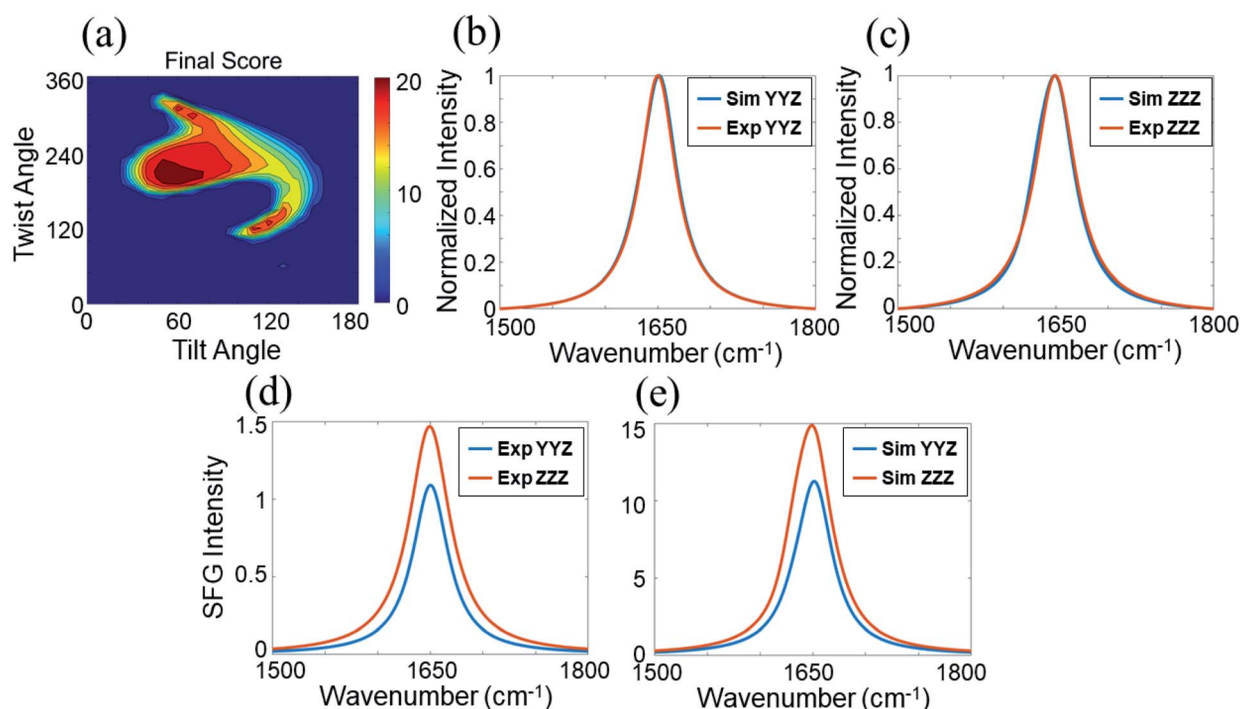 (a)
Final Score
360
240
120
0
0 60 120 180
20
10
0
Twist Angle
Tilt Angle
(b)
1
0.8
0.6
0.4
0.2
0
1500 1650 1800
Normalized Intensity
Wavenumber (cm-1)
Sim YYZ
Exp YYZ
(c)
1
0.8
0.6
0.4
0.2
0
1500 1650 1800
Normalized Intensity
Wavenumber (cm-1)
Sim ZZZ
Exp ZZZ
(d)
1.5
1
0.5
0
1500 1650 1800
SFG Intensity
Wavenumber (cm-1)
Exp YYZ
Exp ZZZ
(e)
15
10
5
0
1500 1650 1800
Wavenumber (cm-1)
Sim YYZ
Sim ZZZ